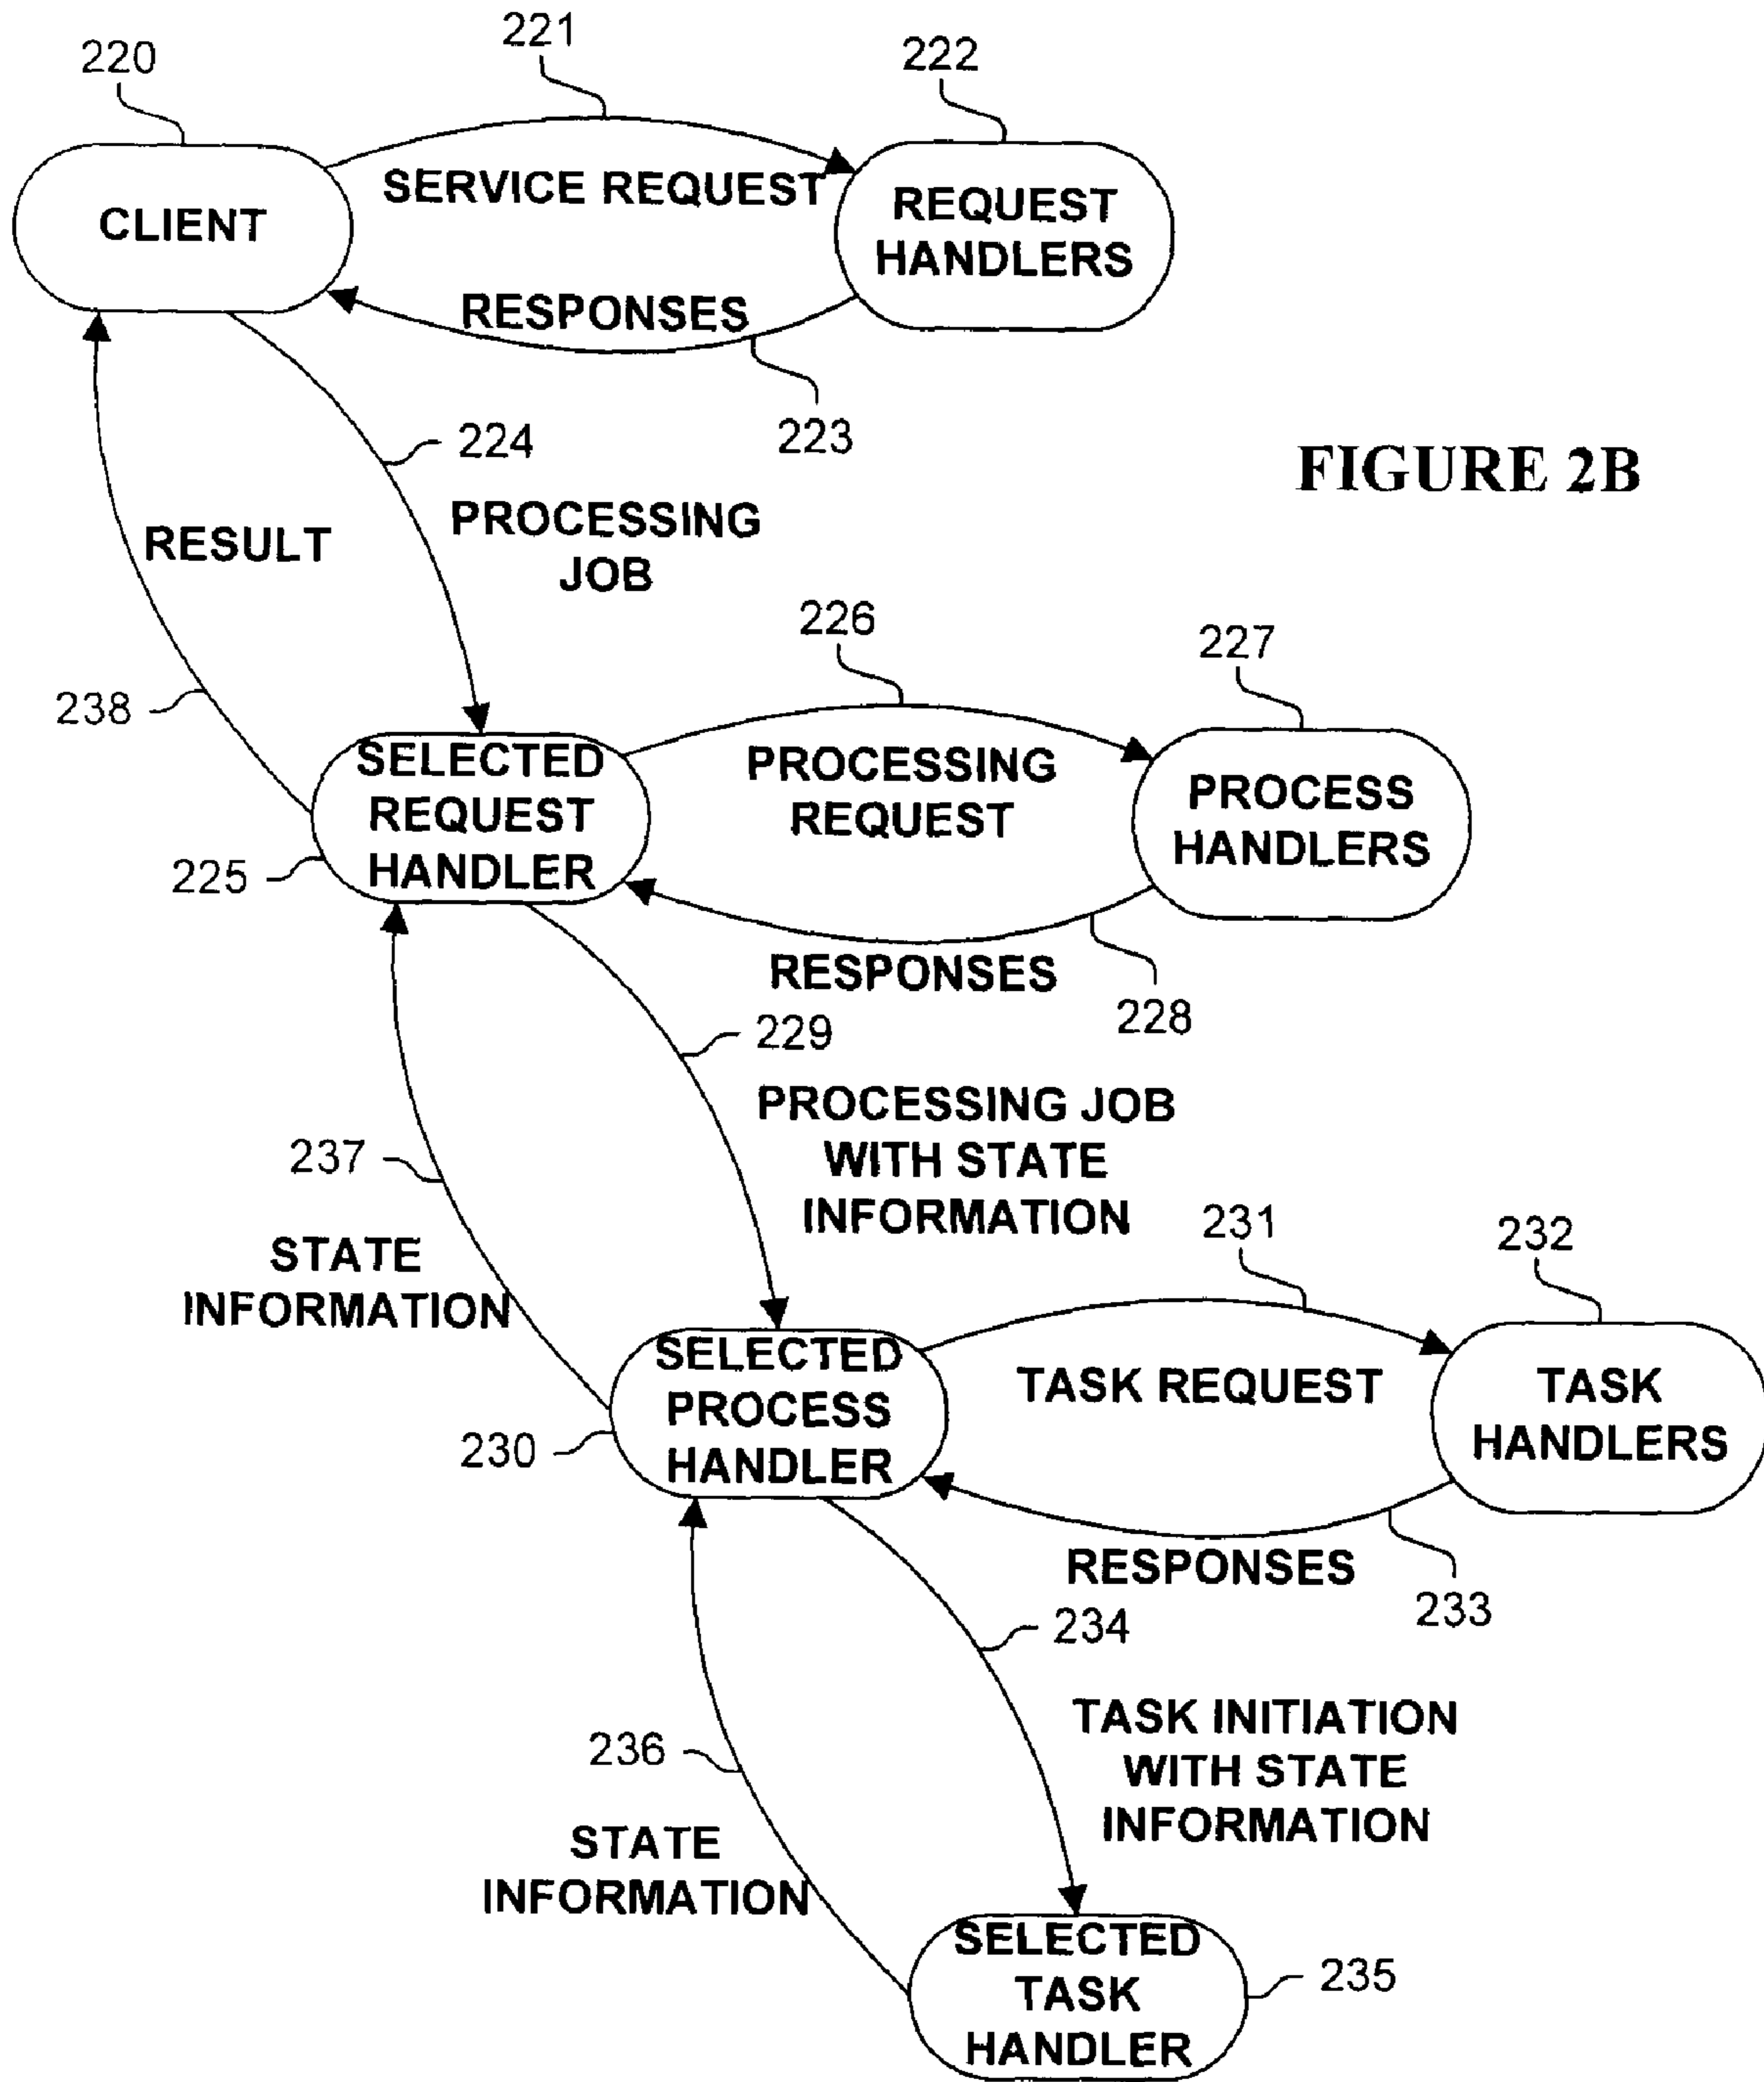 221
220
222
SERVICE REQUEST
CLIENT
REQUEST
HANDLERS
RESPONSES
223
224
FIGURE 2B
PROCESSING
JOB
RESULT
226
227
238
SELECTED
REQUEST
HANDLER
PROCESSING
REQUEST
PROCESS
HANDLERS
225
RESPONSES
228
229
PROCESSING JOB
WITH STATE
INFORMATION
237
231
232
STATE
INFORMATION
SELECTED
PROCESS
HANDLER
TASK REQUEST
TASK
HANDLERS
230
RESPONSES
233
234
TASK INITIATION
WITH STATE
INFORMATION
236
STATE
INFORMATION
SELECTED
TASK
HANDLER
235